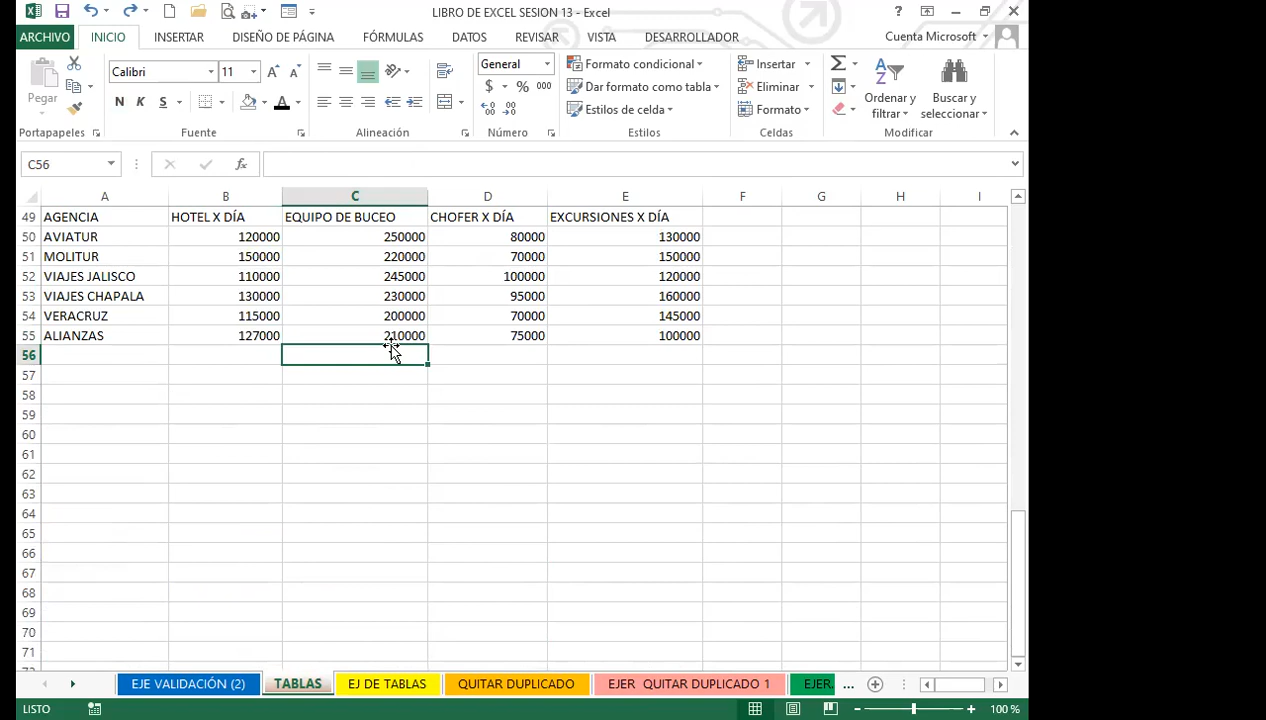 LIBRO DE EXCEL SESION 13 - Excel
?
ARCHIVO INICIO INSERTAR DISEÑO DE PÁGINA FÓRMULAS DATOS REVISAR VISTA DESARROLLADOR Cuenta Microsoft
Pegar Calibri 11 General Formato condicional Insertar Ordenar y filtrar Buscar y seleccionar
N K S A $ % 000 Dar formato como tabla Eliminar
Estilos de celda Formato
Portapapeles Fuente Alineación Número Estilos Celdas Modificar
C56 fx
A B C D E F G H I
49 AGENCIA HOTEL X DÍA EQUIPO DE BUCEO CHOFER X DÍA EXCURSIONES X DÍA
50 AVIATUR 120000 250000 80000 130000
51 MOLITUR 150000 220000 70000 150000
52 VIAJES JALISCO 110000 245000 100000 120000
53 VIAJES CHAPALA 130000 230000 95000 160000
54 VERACRUZ 115000 200000 70000 145000
55 ALIANZAS 127000 210000 75000 100000
56
57
58
59
60
61
62
63
64
65
66
67
68
69
70
71
EJE VALIDACIÓN (2) TABLAS EJ DE TABLAS QUITAR DUPLICADO EJER QUITAR DUPLICADO 1 EJER. ...
LISTO 100 %